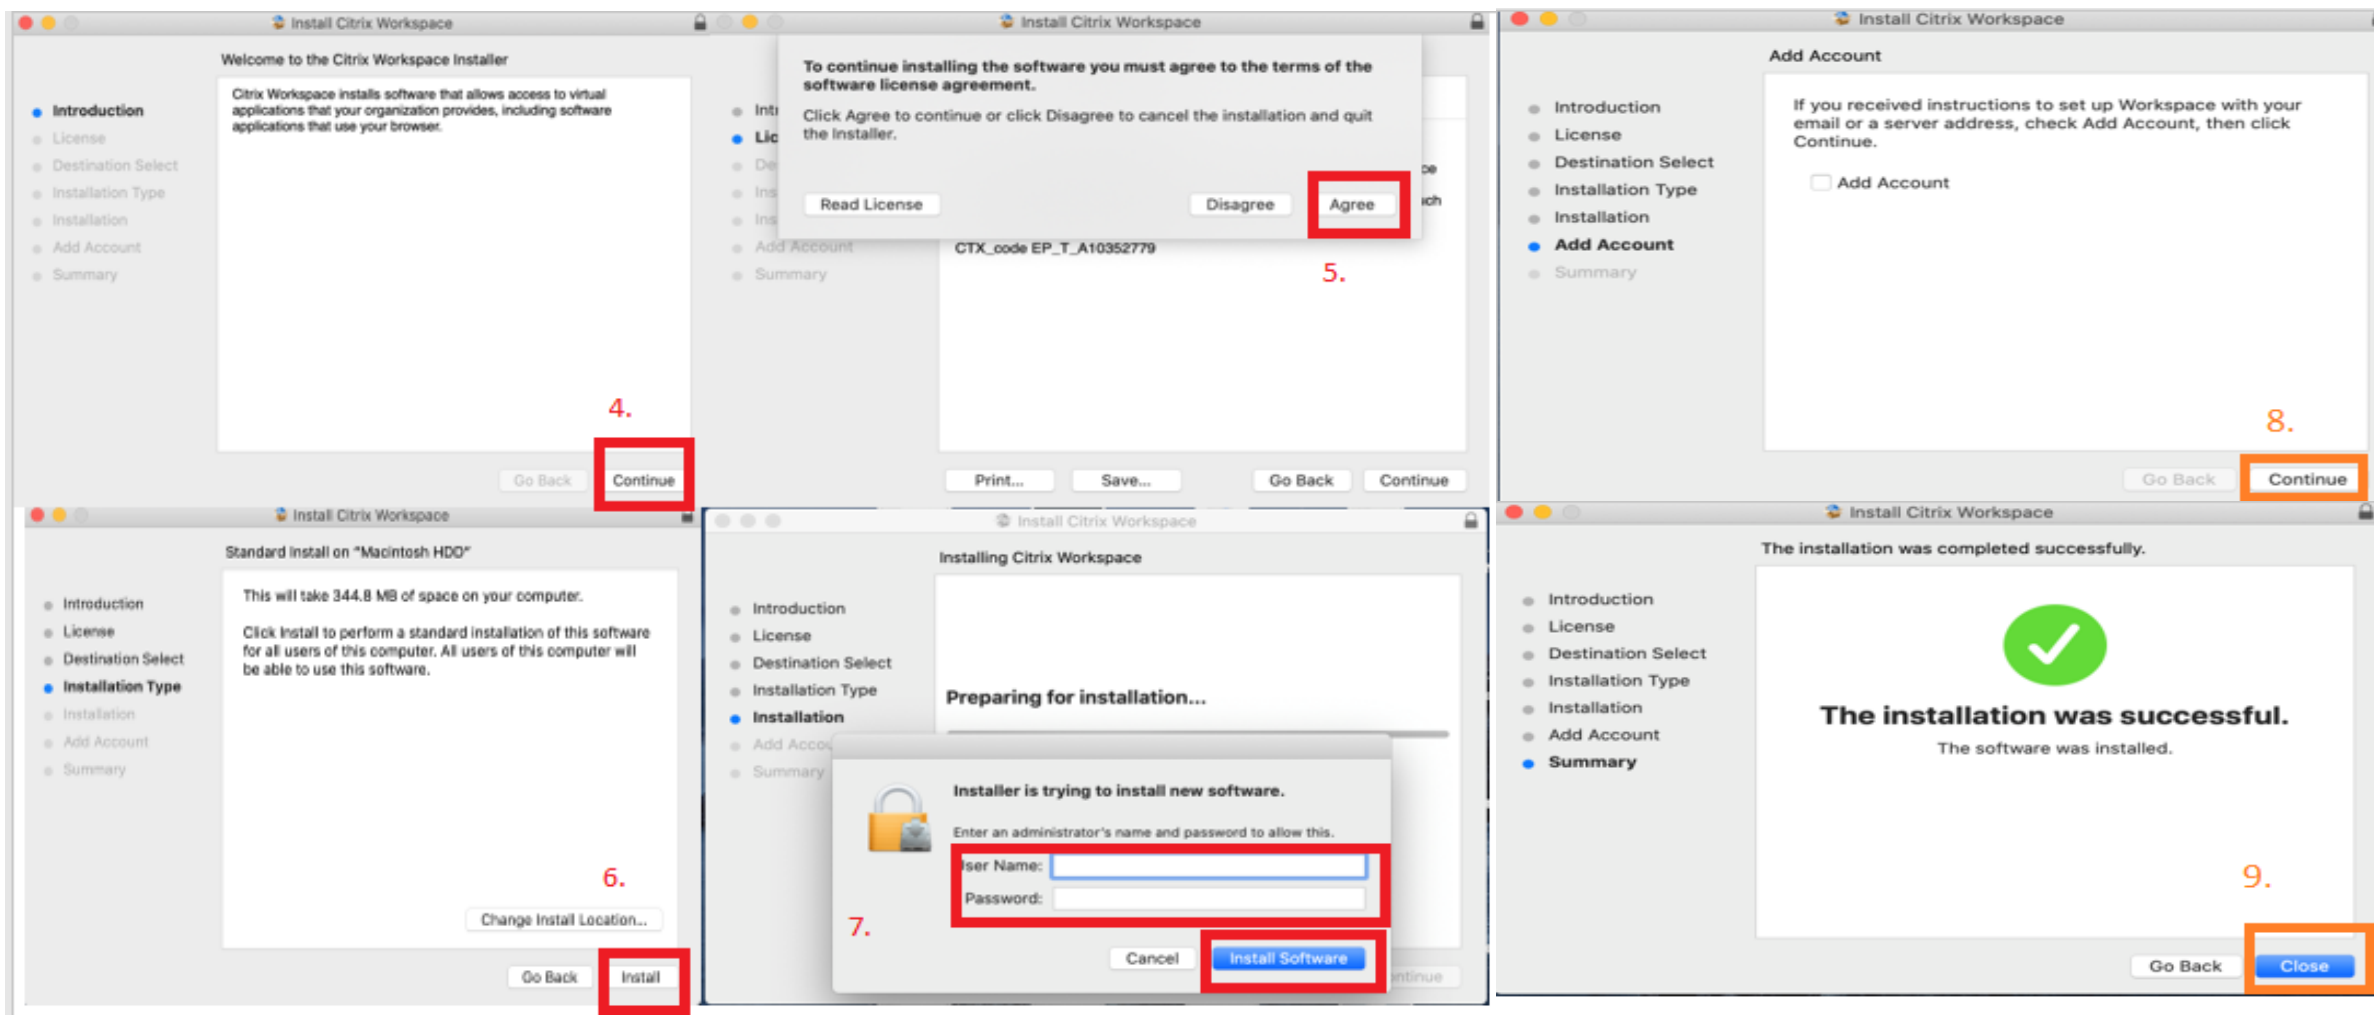 Install Citrix Workspace
Welcome to the Citrix Workspace Installer
Introduction
License
Destination Select
Installation Type
Installation
Add Account
Summary
Citrix Workspace installs software that allows access to virtual
applications that your organization provides, including software
applications that use your browser.
4.
Go Back
Continue
Install Citrix Workspace
To continue installing the software you must agree to the terms of the
software license agreement.
Click Agree to continue or click Disagree to cancel the installation and quit
the Installer.
Read License
Disagree
Agree
Add Account
Summary
CTX_code EP_T_A10352779
5.
Print...
Save...
Go Back
Continue
Install Citrix Workspace
Add Account
Introduction
License
Destination Select
Installation Type
Installation
Add Account
Summary
If you received instructions to set up Workspace with your
email or a server address, check Add Account, then click
Continue.
Add Account
8.
Go Back
Continue
Install Citrix Workspace
Standard Install on "Macintosh HDD"
Introduction
License
Destination Select
Installation Type
Installation
Add Account
Summary
This will take 344.8 MB of space on your computer.
Click Install to perform a standard installation of this software
for all users of this computer. All users of this computer will
be able to use this software.
6.
Change Install Location...
Go Back
Install
Install Citrix Workspace
Installing Citrix Workspace
Introduction
License
Destination Select
Installation Type
Installation
Add
Summary
Preparing for installation...
Installer is trying to install new software.
Enter an administrator's name and password to allow this.
User Name:
Password:
7.
Cancel
Install Software
Install Citrix Workspace
The installation was completed successfully.
Introduction
License
Destination Select
Installation Type
Installation
Add Account
Summary
The installation was successful.
The software was installed.
9.
Go Back
Close